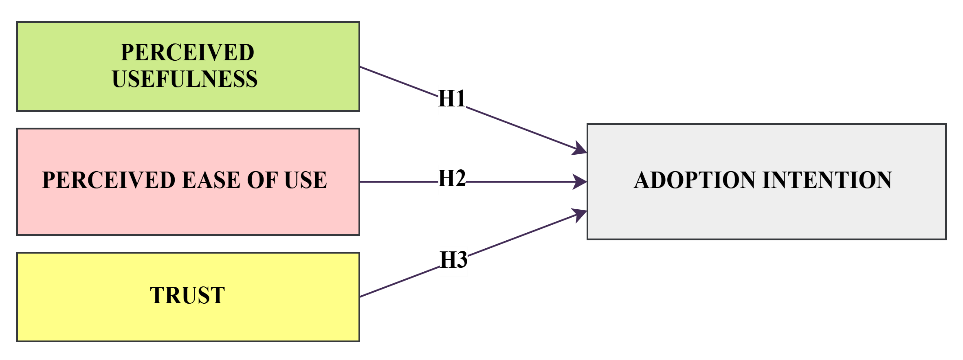 PERCEIVED
USEFULNESS
H1
PERCEIVED EASE OF USE
H2
ADOPTION INTENTION
H3
TRUST